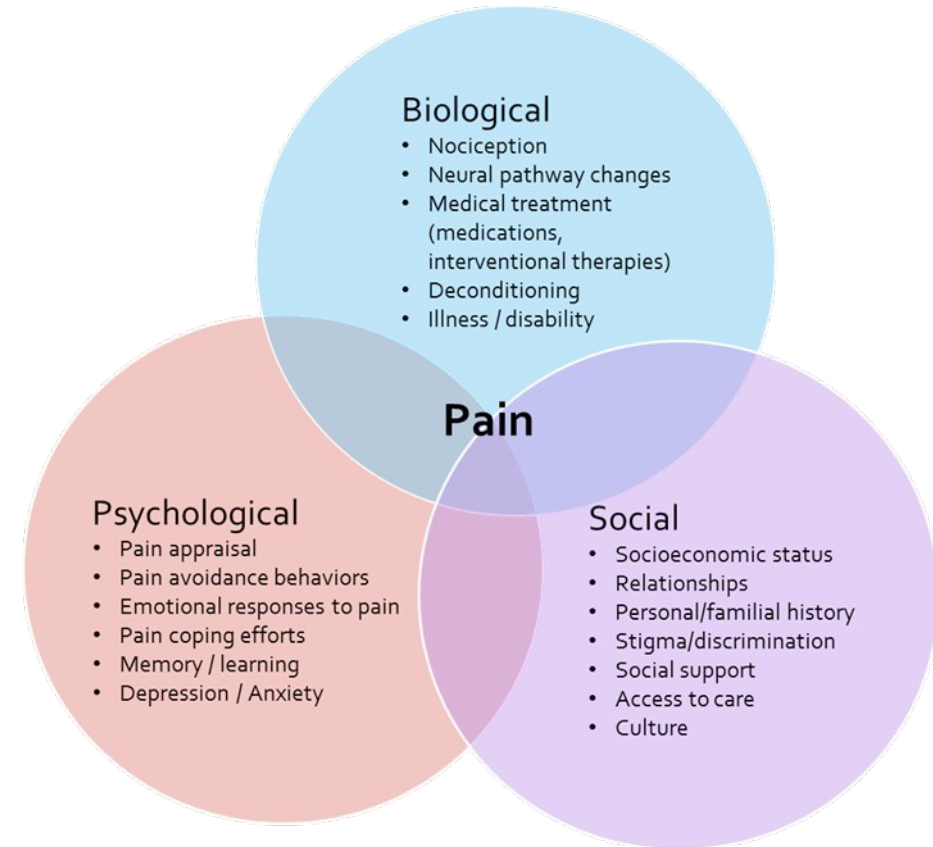 Biological
• Nociception
• Neural pathway changes
• Medical treatment
(medications,
interventional therapies)
• Deconditioning
• Illness / disability
Pain
Psychological
• Pain appraisal
• Pain avoidance behaviors
• Emotional responses to pain
• Pain coping efforts
• Memory / learning
• Depression / Anxiety
Social
• Socioeconomic status
• Relationships
• Personal/familial history
• Stigma/discrimination
• Social support
• Access to care
• Culture